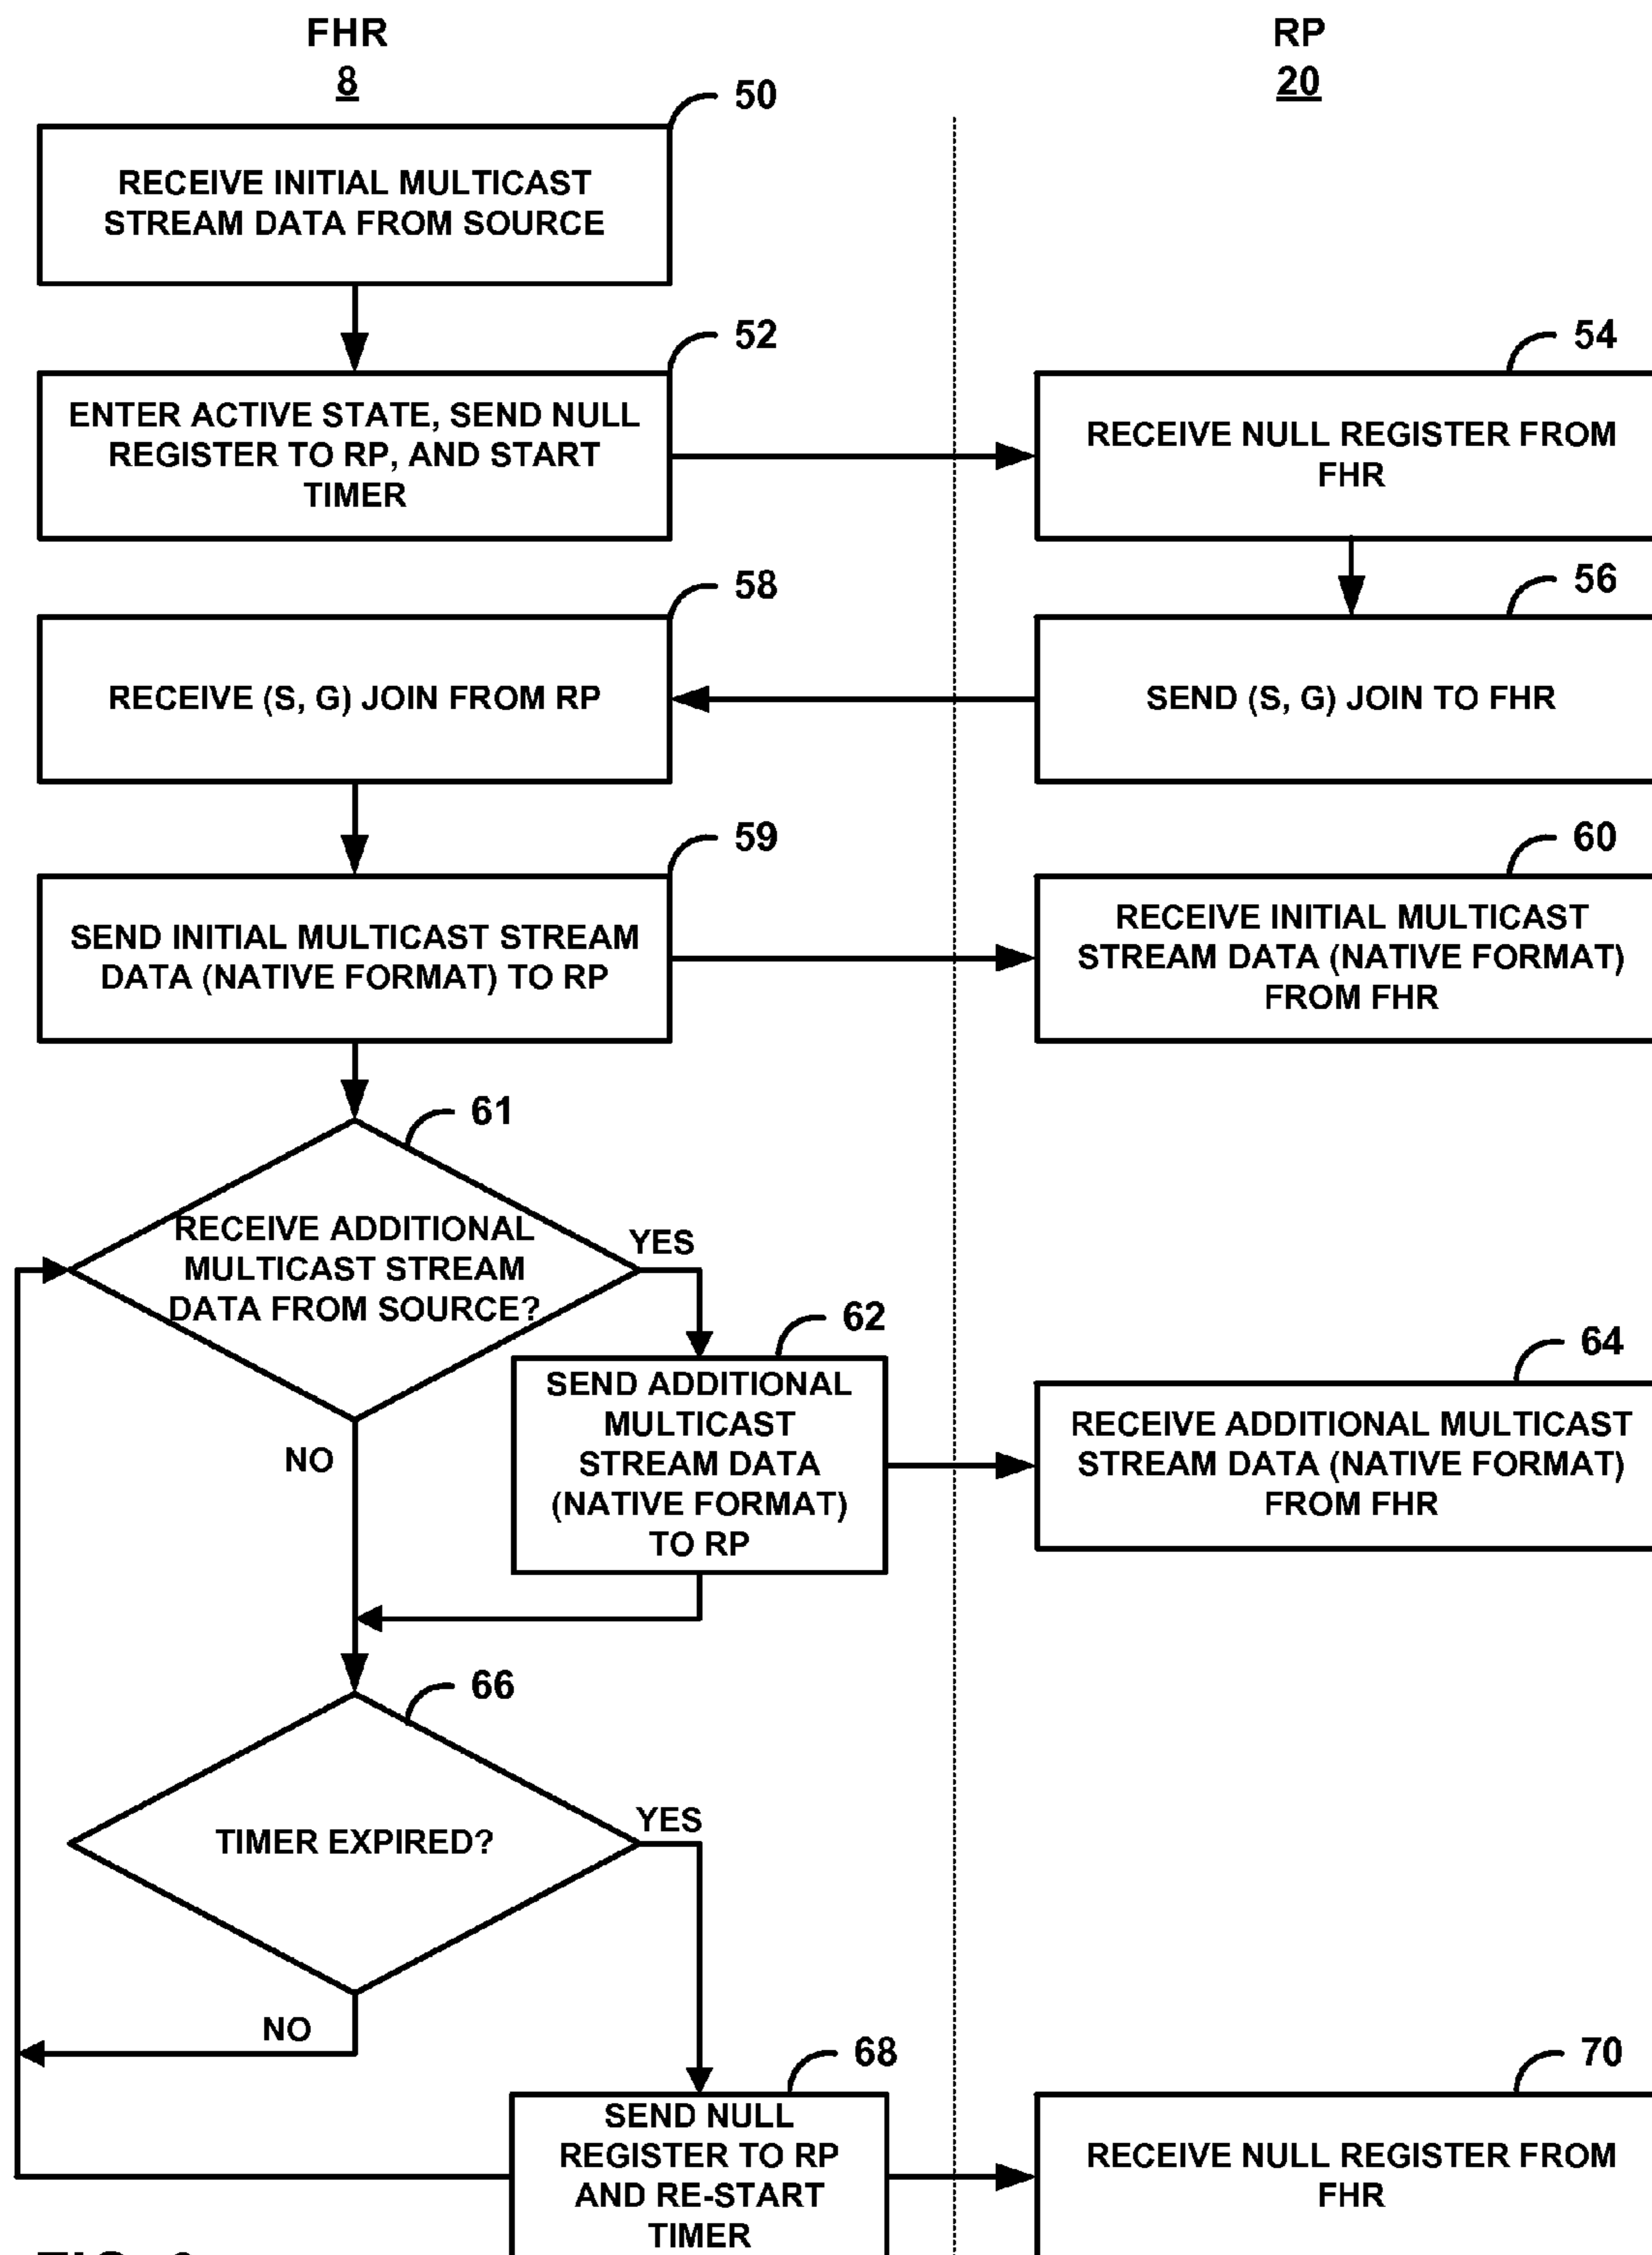 FHR
8
RP
20
50
RECEIVE INITIAL MULTICAST
STREAM DATA FROM SOURCE
52
ENTER ACTIVE STATE, SEND NULL
REGISTER TO RP, AND START
TIMER
54
RECEIVE NULL REGISTER FROM
FHR
56
SEND (S, G) JOIN TO FHR
58
RECEIVE (S, G) JOIN FROM RP
59
SEND INITIAL MULTICAST STREAM
DATA (NATIVE FORMAT) TO RP
60
RECEIVE INITIAL MULTICAST
STREAM DATA (NATIVE FORMAT)
FROM FHR
61
RECEIVE ADDITIONAL
MULTICAST STREAM
DATA FROM SOURCE?
YES
NO
62
SEND ADDITIONAL
MULTICAST
STREAM DATA
(NATIVE FORMAT)
TO RP
64
RECEIVE ADDITIONAL MULTICAST
STREAM DATA (NATIVE FORMAT)
FROM FHR
66
TIMER EXPIRED?
YES
NO
68
SEND NULL
REGISTER TO RP
AND RE-START
TIMER
70
RECEIVE NULL REGISTER FROM
FHR